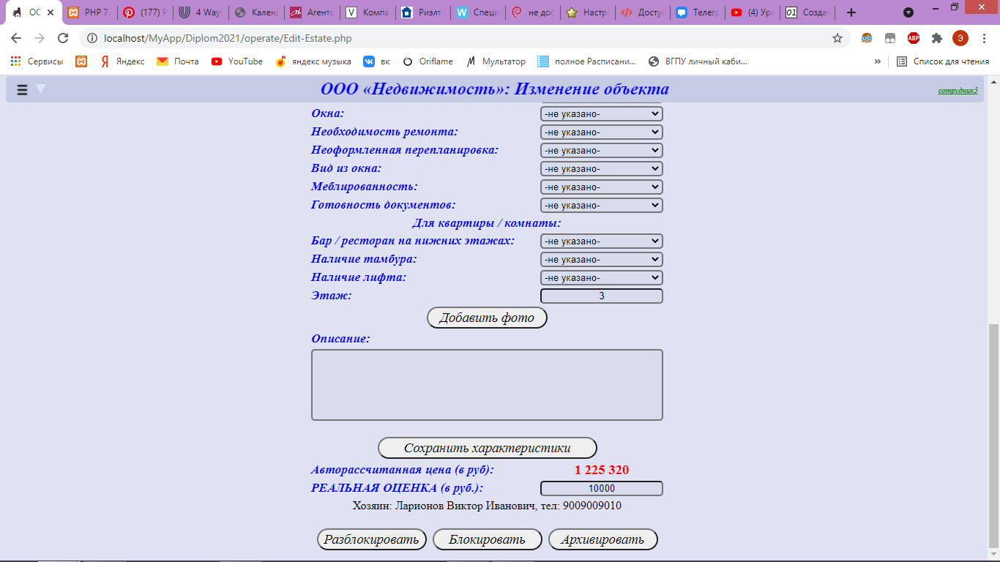 ОС
PHP 7.
(177) P
4 Way
Календ
Агентс
Компа
Риэлт
Специ
не дос
Настр
Досту
Телегр
(4) Ура
Созда
localhost/MyApp/Diplom2021/operate/Edit-Estate.php
Сервисы Яндекс Почта YouTube яндекс музыка вк Oriflame Мультатор полное Расписани... ВГПУ личный каби... » Список для чтения
ООО «Недвижимость»: Изменение объекта
сотрудник3
Окна: -не указано-
Необходимость ремонта: -не указано-
Неоформленная перепланировка: -не указано-
Вид из окна: -не указано-
Меблированность: -не указано-
Готовность документов: -не указано-
Для квартиры / комнаты:
Бар / ресторан на нижних этажах: -не указано-
Наличие тамбура: -не указано-
Наличие лифта: -не указано-
Этаж: 3
Добавить фото
Описание:
Сохранить характеристики
Авторассчитанная цена (в руб): 1 225 320
РЕАЛЬНАЯ ОЦЕНКА (в руб.): 10000
Хозяин: Ларионов Виктор Иванович, тел: 9009009010
Разблокировать Блокировать Архивировать